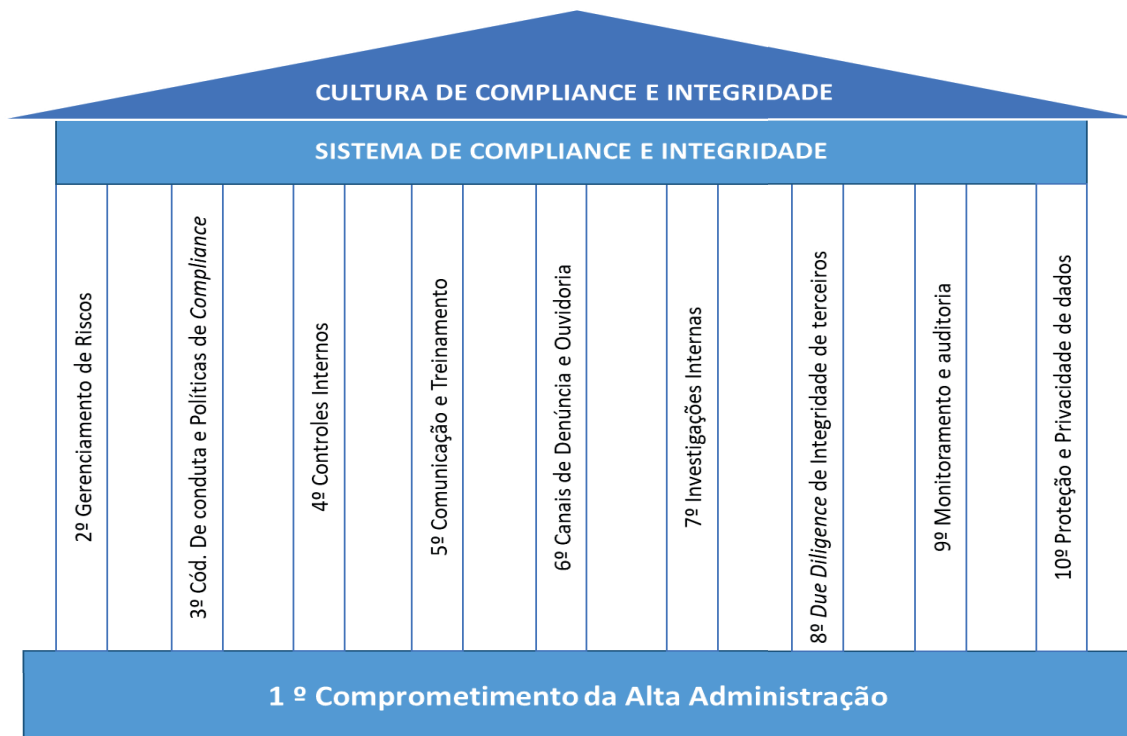 CULTURA DE COMPLIANCE E INTEGRIDADE
SISTEMA DE COMPLIANCE E INTEGRIDADE
2º Gerenciamento de Riscos
3º Cód. De conduta e Políticas de Compliance
4º Controles Internos
5º Comunicação e Treinamento
6º Canais de Denúncia e Ouvidoria
7º Investigações Internas
8º Due Diligence de Integridade de terceiros
9º Monitoramento e auditoria
10º Proteção e Privacidade de dados
1 º Comprometimento da Alta Administração